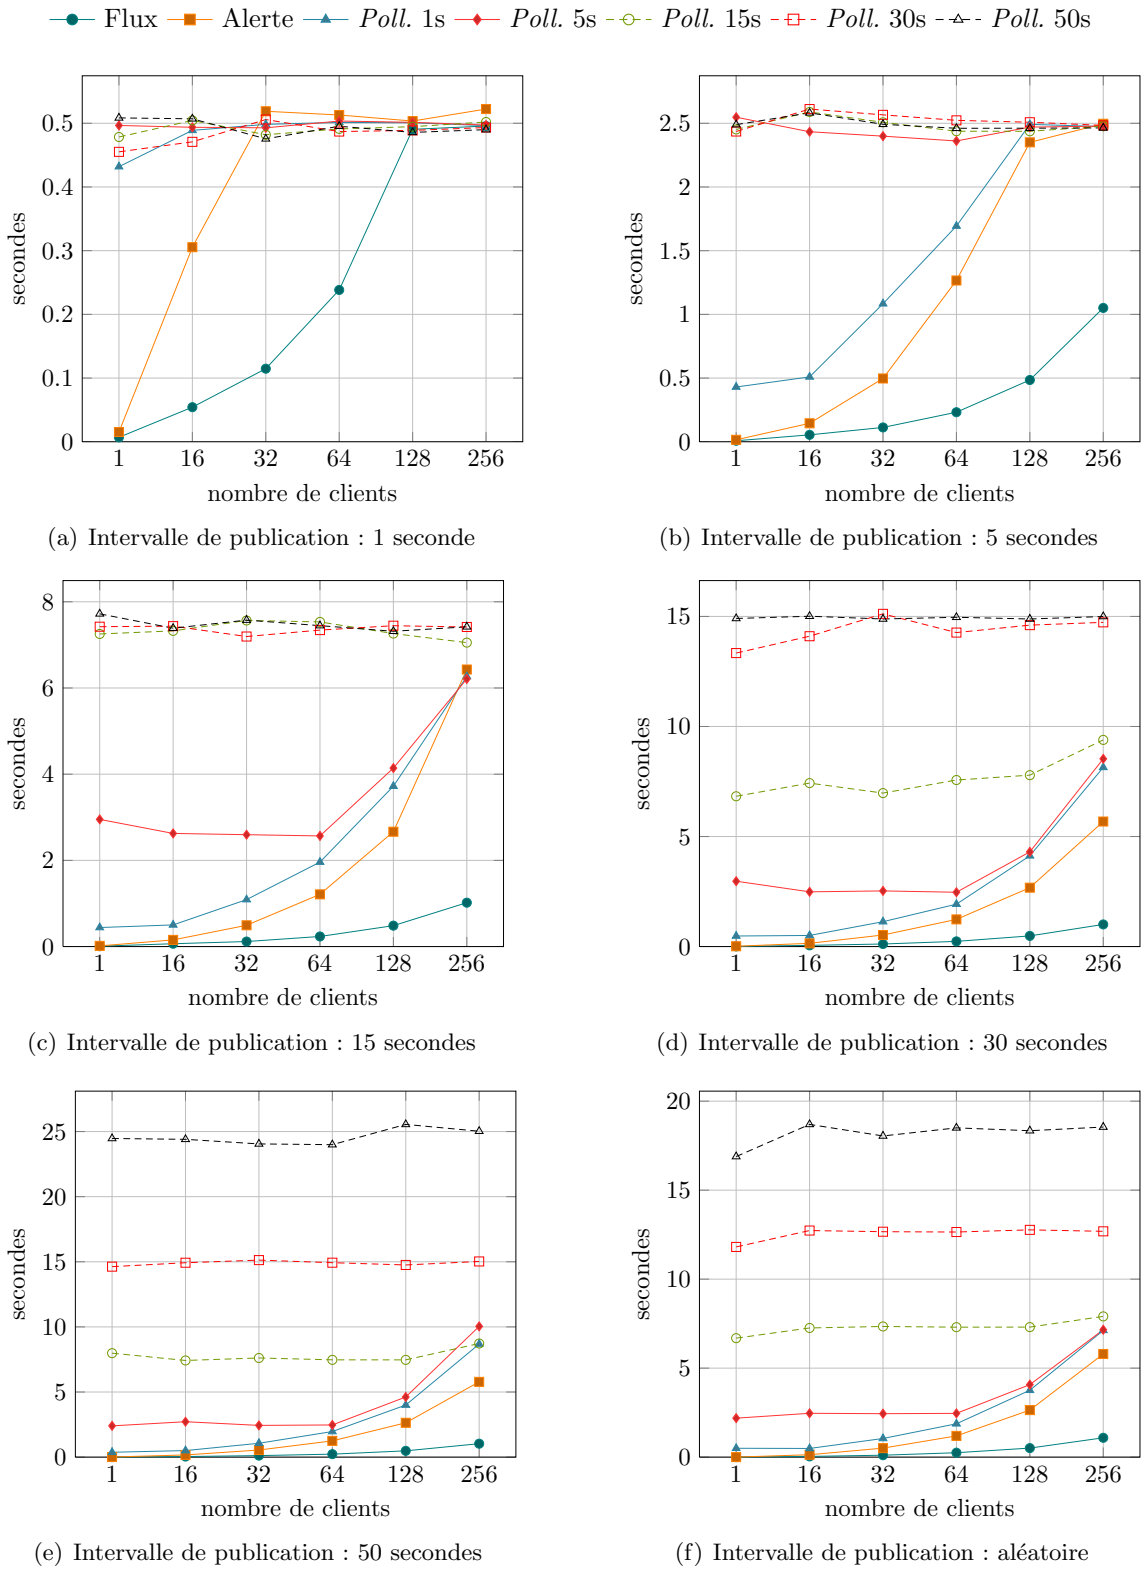 Flux Alerte Poll. 1s Poll. 5s Poll. 15s Poll. 30s Poll. 50s
0.5
0.4
0.3
0.2
0.1
0
secondes
1 16 32 64 128 256
nombre de clients
(a) Intervalle de publication : 1 seconde
2.5
2
1.5
1
0.5
0
secondes
1 16 32 64 128 256
nombre de clients
(b) Intervalle de publication : 5 secondes
8
6
4
2
0
secondes
1 16 32 64 128 256
nombre de clients
(c) Intervalle de publication : 15 secondes
15
10
5
0
secondes
1 16 32 64 128 256
nombre de clients
(d) Intervalle de publication : 30 secondes
25
20
15
10
5
0
secondes
1 16 32 64 128 256
nombre de clients
(e) Intervalle de publication : 50 secondes
20
15
10
5
0
secondes
1 16 32 64 128 256
nombre de clients
(f) Intervalle de publication : aléatoire